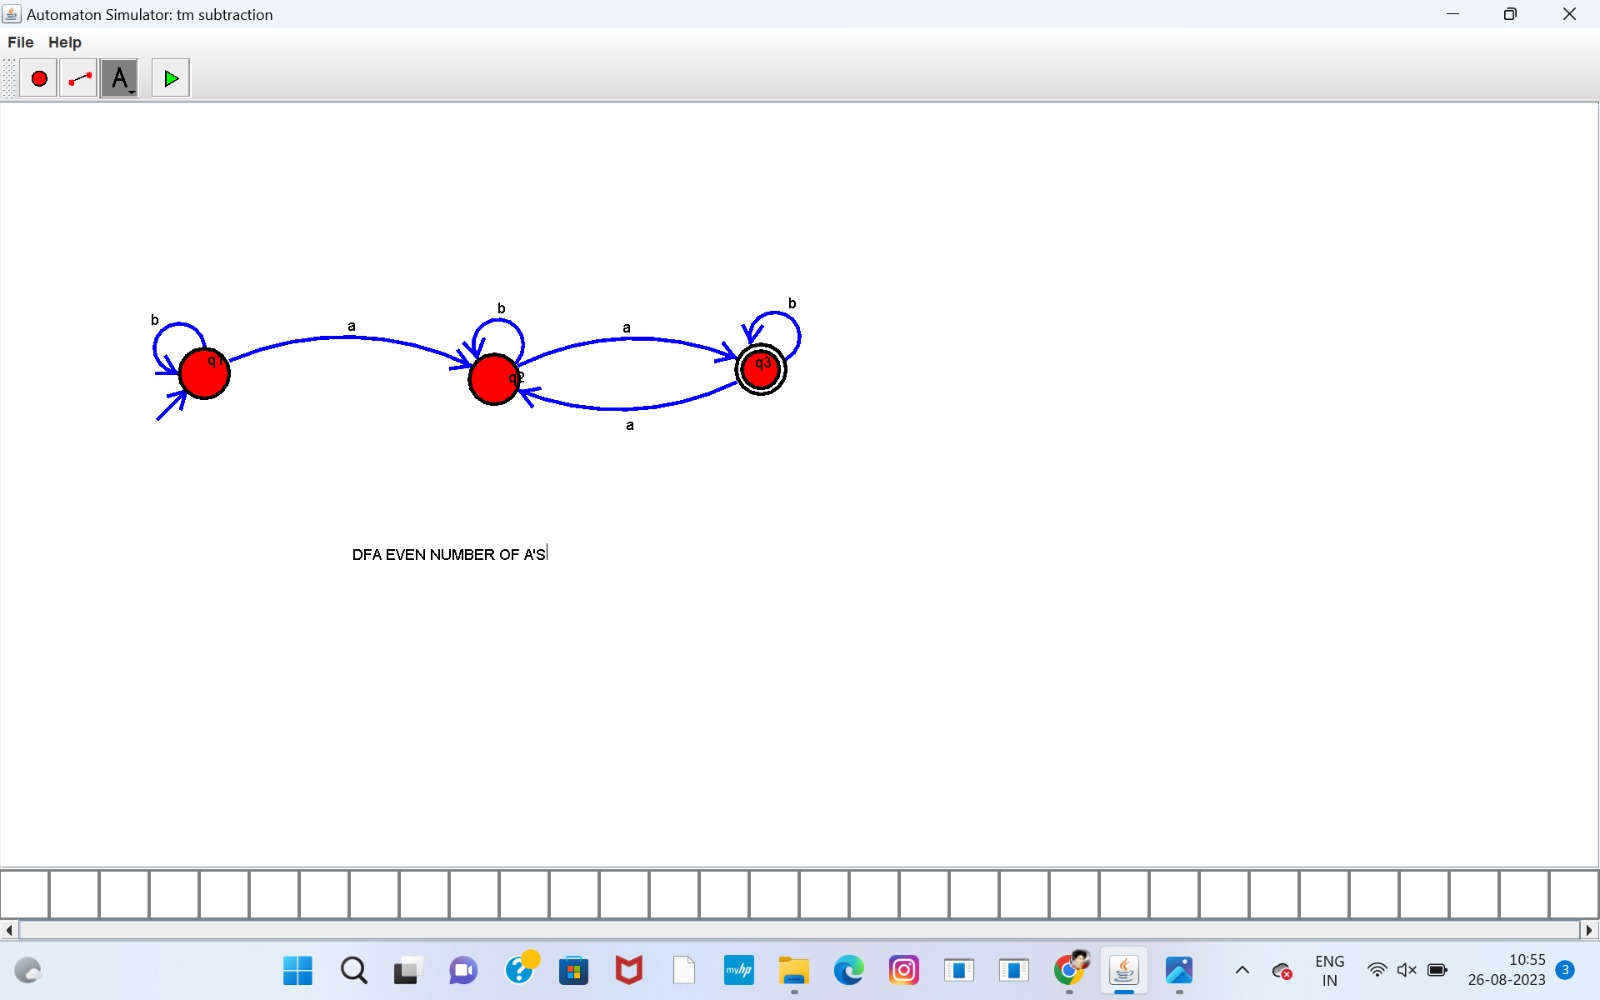 Automaton Simulator: tm subtraction
File Help
A
b
a
b
a
b
q1
q2
q3
a
DFA EVEN NUMBER OF A'S
?
myhp
ENG
IN
10:55
26-08-2023
3